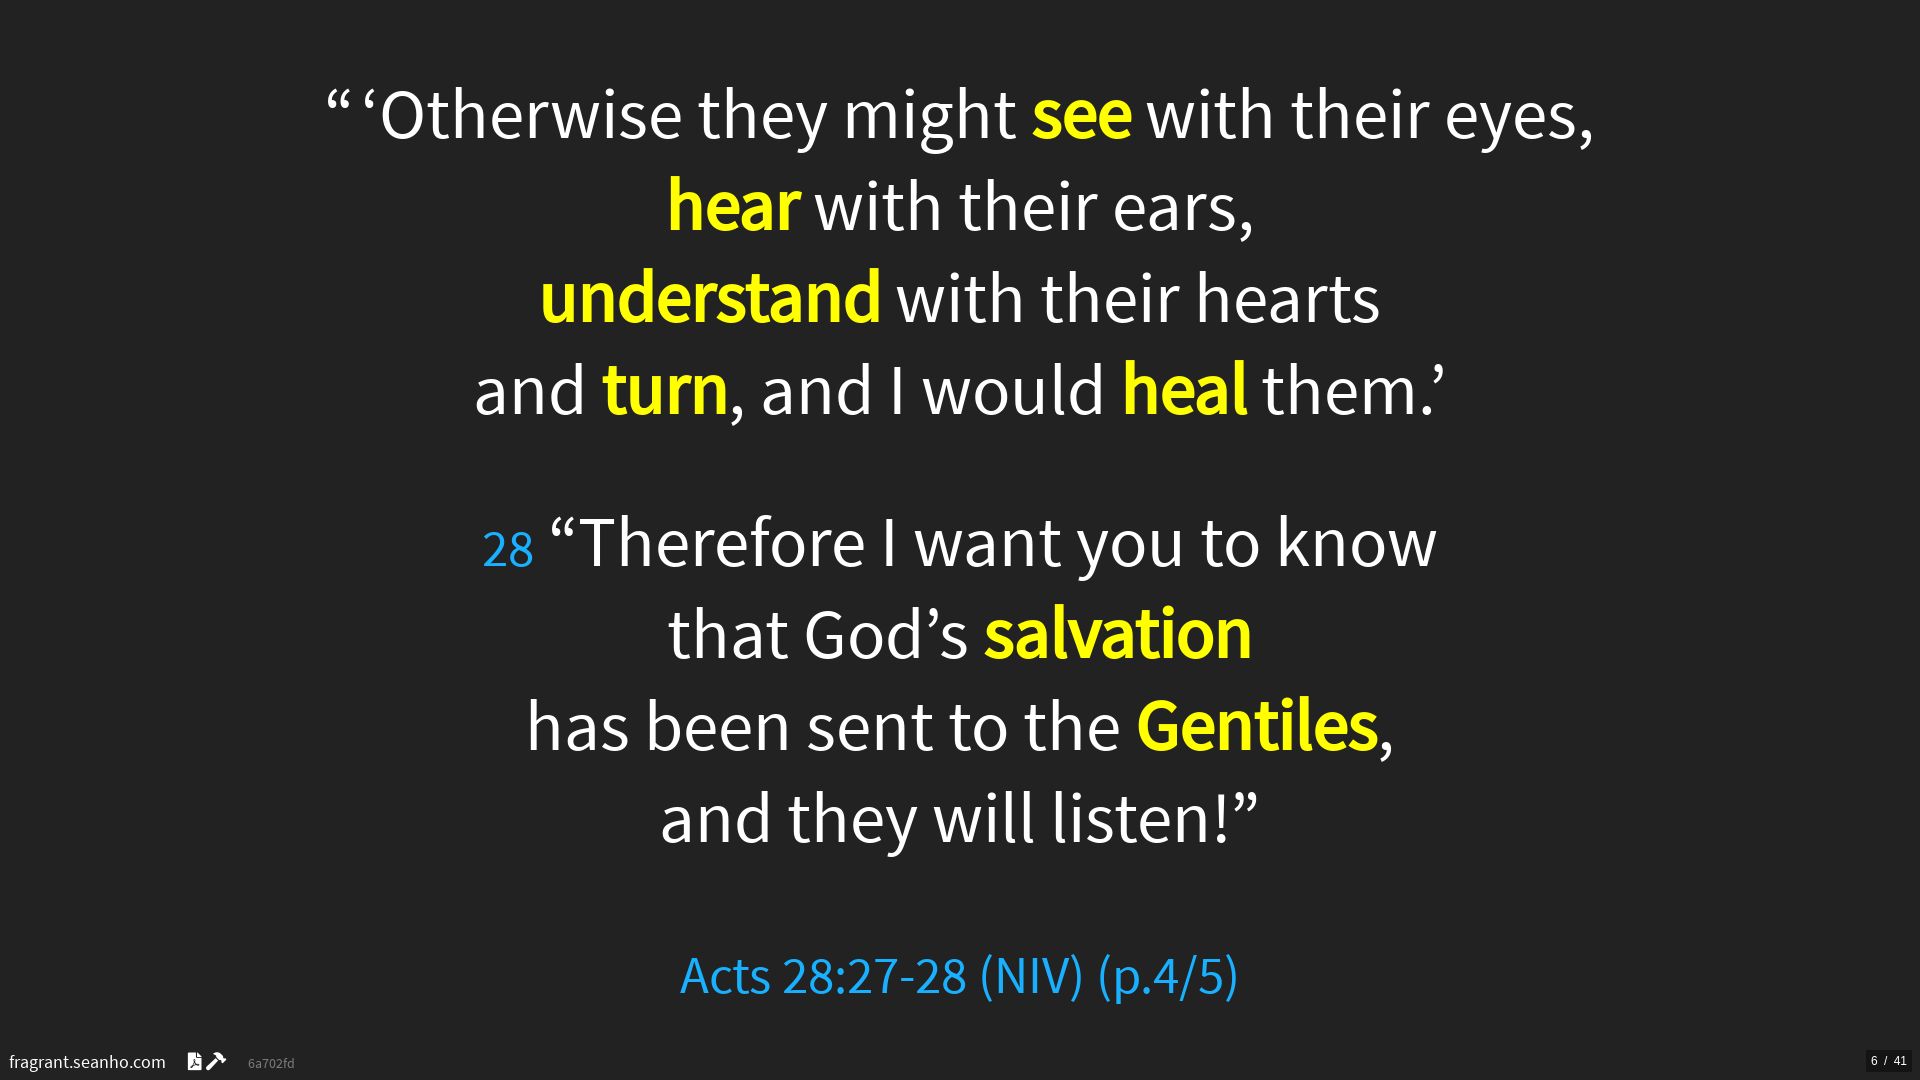 “ ‘Otherwise they might see with their eyes,
hear with their ears,
understand with their hearts
and turn, and I would heal them.’
28 “Therefore I want you to know
that God’s salvation
has been sent to the Gentiles,
and they will listen!”
Acts 28:27-28 (NIV) (p.4/5)
fragrant.seanho.com 6a702fd
6 / 41